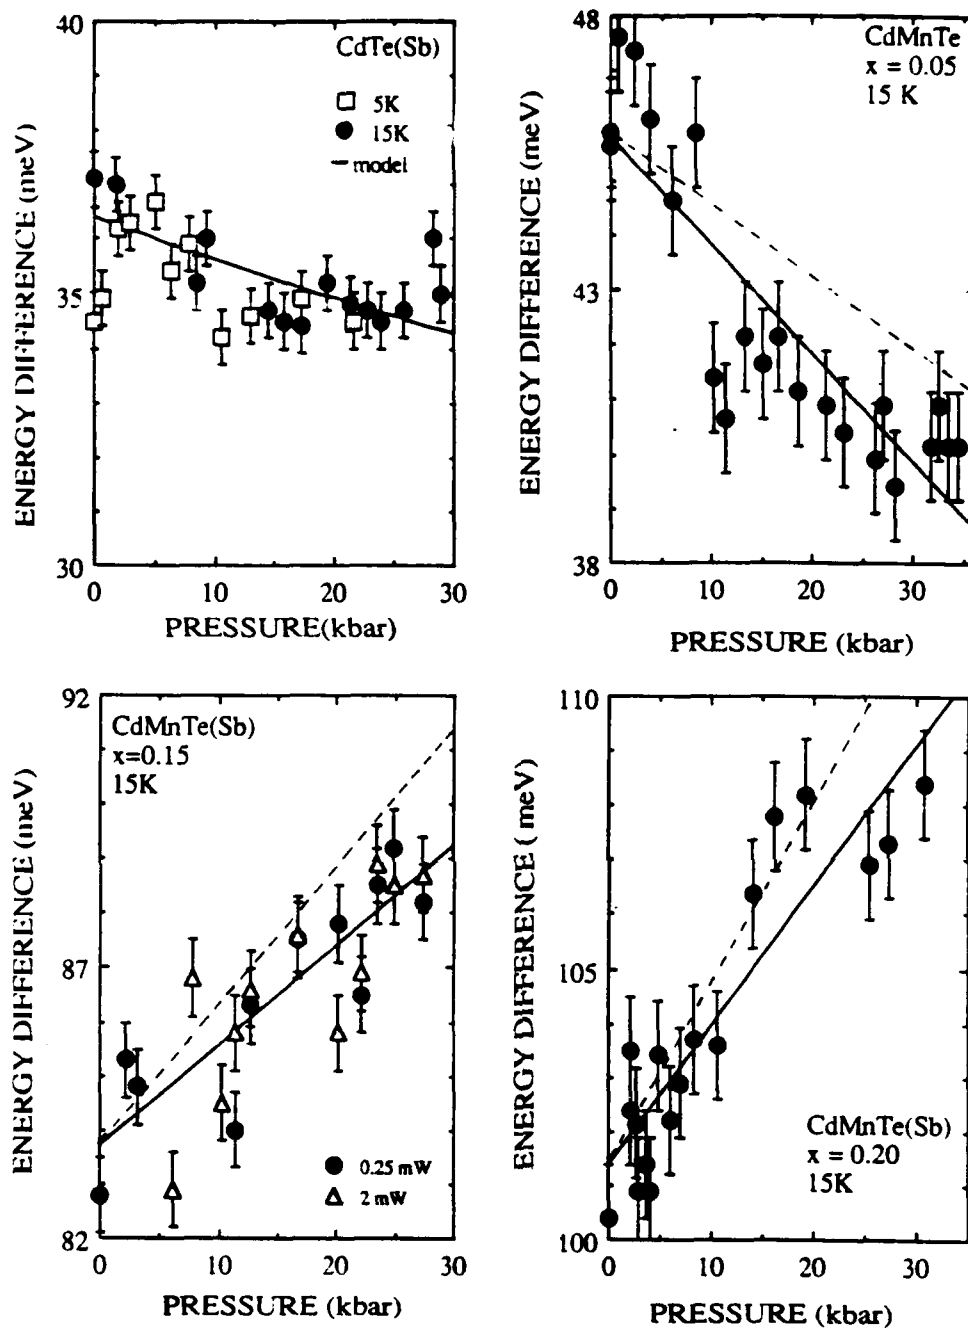 40
CdTe(Sb)
5K
15K
model
35
30
ENERGY DIFFERENCE (meV)
0
10
20
30
PRESSURE(kbar)
48
CdMnTe
x = 0.05
15 K
43
38
ENERGY DIFFERENCE (meV)
0
10
20
30
PRESSURE (kbar)
92
CdMnTe(Sb)
x=0.15
15K
87
82
ENERGY DIFFERENCE (meV)
0.25 mW
2 mW
0
10
20
30
PRESSURE (kbar)
110
105
100
ENERGY DIFFERENCE ( meV)
CdMnTe(Sb)
x = 0.20
15K
0
10
20
30
PRESSURE (kbar)